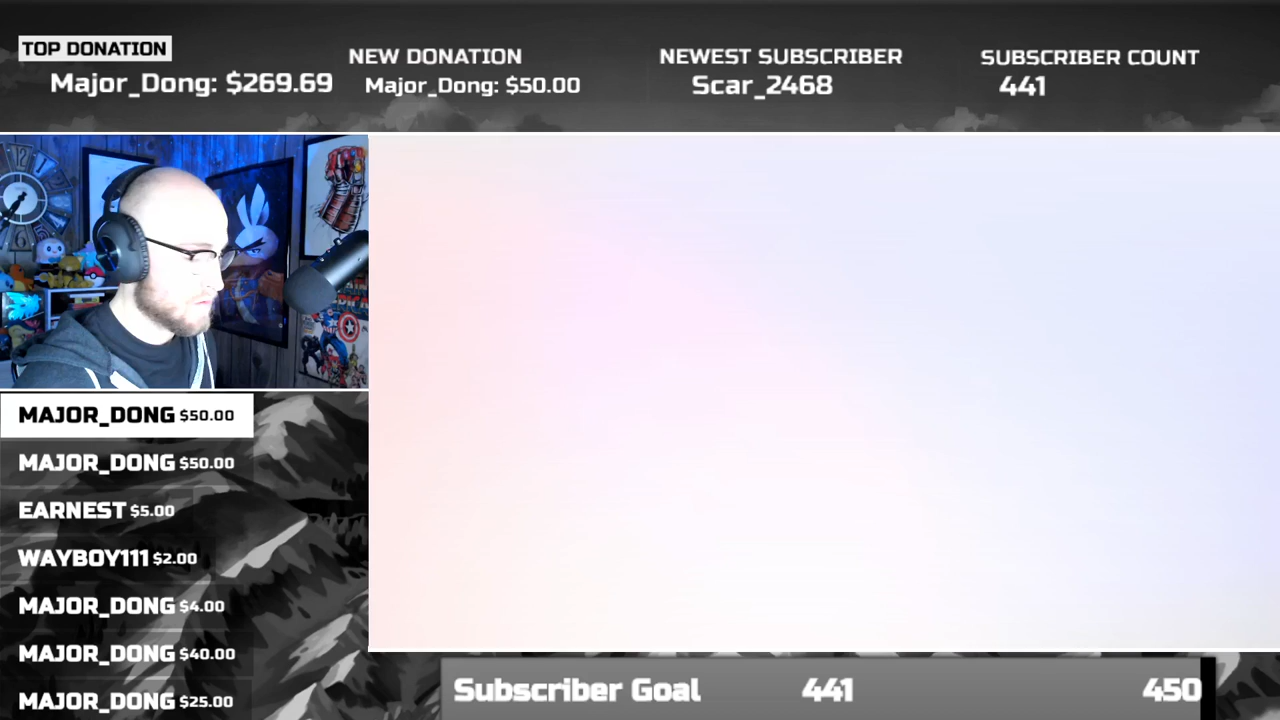 TOP DONATION
Major_Dong: $269.69
NEW DONATION
Major_Dong: $50.00
NEWEST SUBSCRIBER
Scar_2468
SUBSCRIBER COUNT
441
MAJOR_DONG $50.00
MAJOR_DONG $50.00
EARNEST $5.00
WAYBOY111 $2.00
MAJOR_DONG $4.00
MAJOR_DONG $40.00
MAJOR_DONG $25.00
Subscriber Goal 441 450
12
6